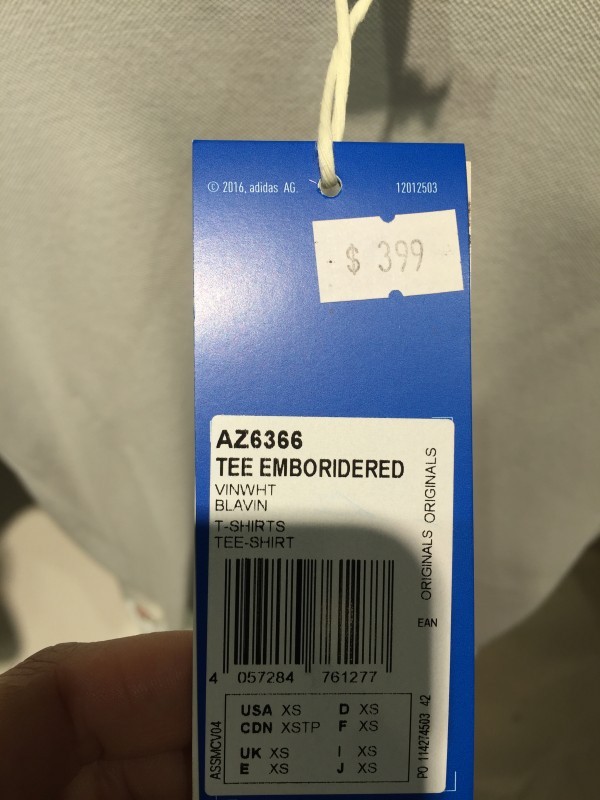 © 2016, adidas AG.
12012503
$ 399
AZ6366
TEE EMBORIDERED
VINWHT
BLAVIN
T-SHIRTS
TEE-SHIRT
ORIGINALS ORIGINALS
EAN
4 057284 761277
USA XS D XS
CDN XSTP F XS
UK XS I XS
E XS J XS
ASSMCV04
PO 114274503 42